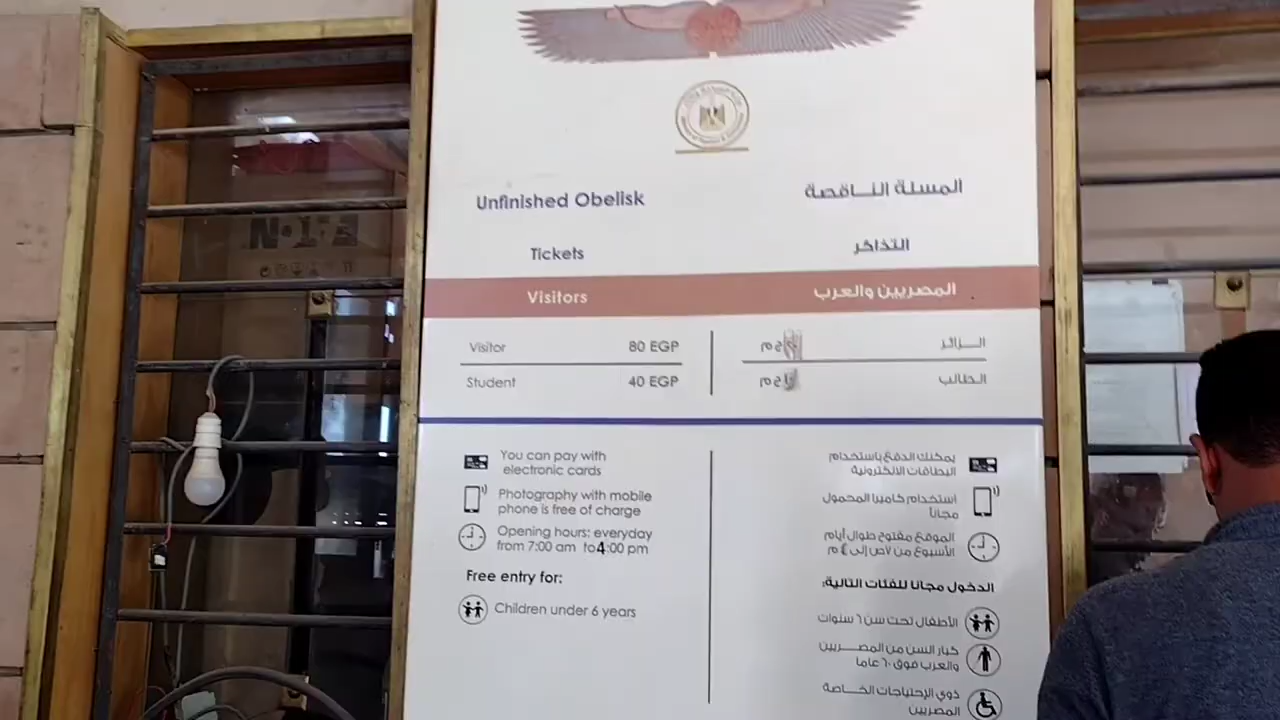 Unfinished Obelisk
المسلة الناقصة
Tickets
التذاكر
Visitors
المصريين والعرب
Visitor 80 EGP
Student 40 EGP
الزائر ج م
الطالب ج م
You can pay with
electronic cards
Photography with mobile
phone is free of charge
Opening hours: everyday
from 7:00 am to 4:00 pm
Free entry for:
Children under 6 years
يمكنك الدفع باستخدام
البطاقات الالكترونية
استخدام كاميرا المحمول
مجاناً
الموقع مفتوح طوال أيام
الأسبوع من ٧ص إلى ٤ م
الدخول مجانا للفئات التالية:
الأطفال تحت سن ٦ سنوات
كبار السن من المصريين
والعرب فوق ٦٠ عاما
ذوي الإحتياجات الخاصة
المصريين